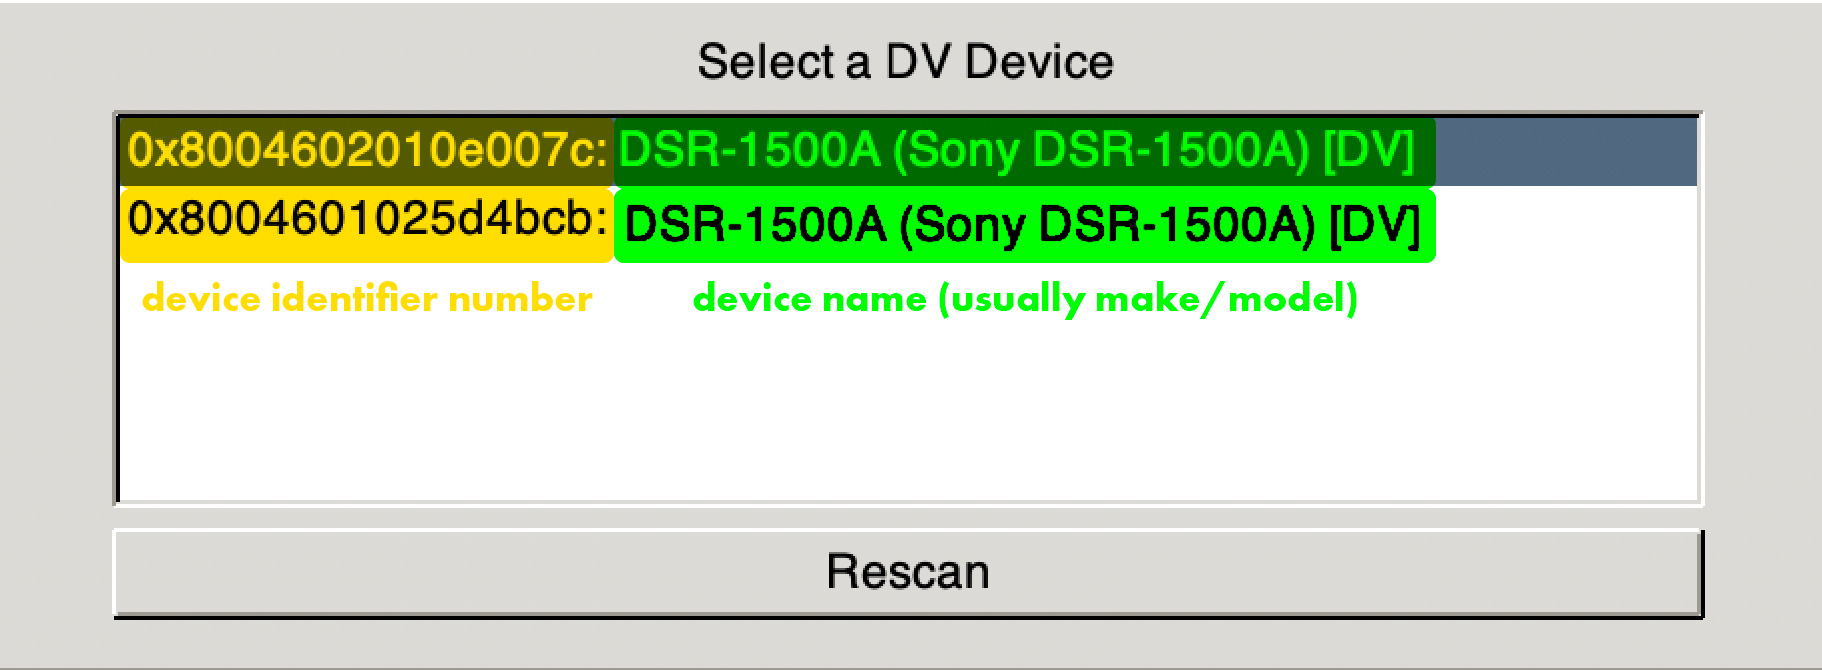 Select a DV Device
0x8004602010e007c: DSR-1500A (Sony DSR-1500A) [DV]
0x8004601025d4bcb: DSR-1500A (Sony DSR-1500A) [DV]
device identifier number device name (usually make/model)
Rescan